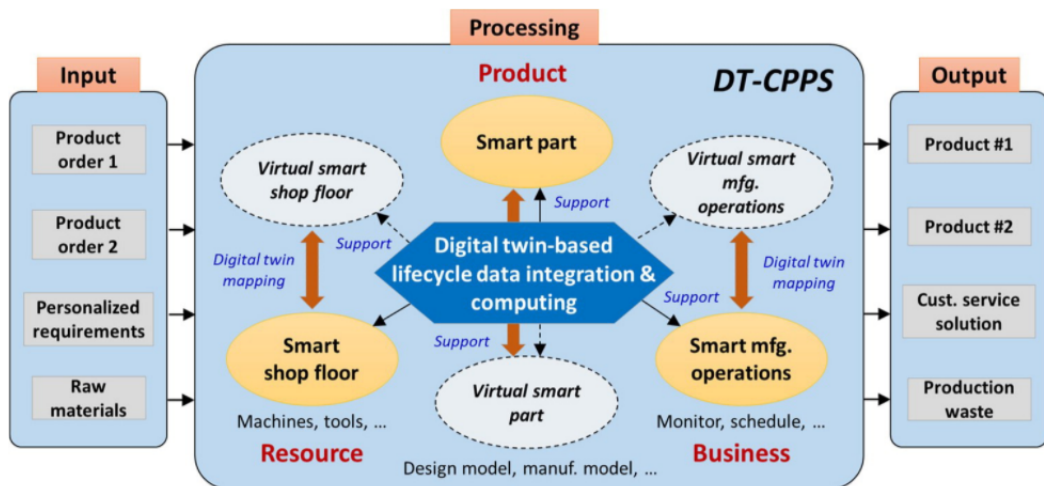 Processing
Input
Product
order 1
Product
order 2
Personalized
requirements
Raw
materials
Product
DT-CPPS
Smart part
Virtual smart
shop floor
Virtual smart
mfg.
operations
Support
Support
Digital twin-based
lifecycle data integration &
computing
Digital twin
mapping
Digital twin
mapping
Support
Support
Smart
shop floor
Smart mfg.
operations
Virtual smart
part
Machines, tools, ...
Monitor, schedule, ...
Resource
Business
Design model, manuf. model, ...
Output
Product #1
Product #2
Cust. service
solution
Production
waste